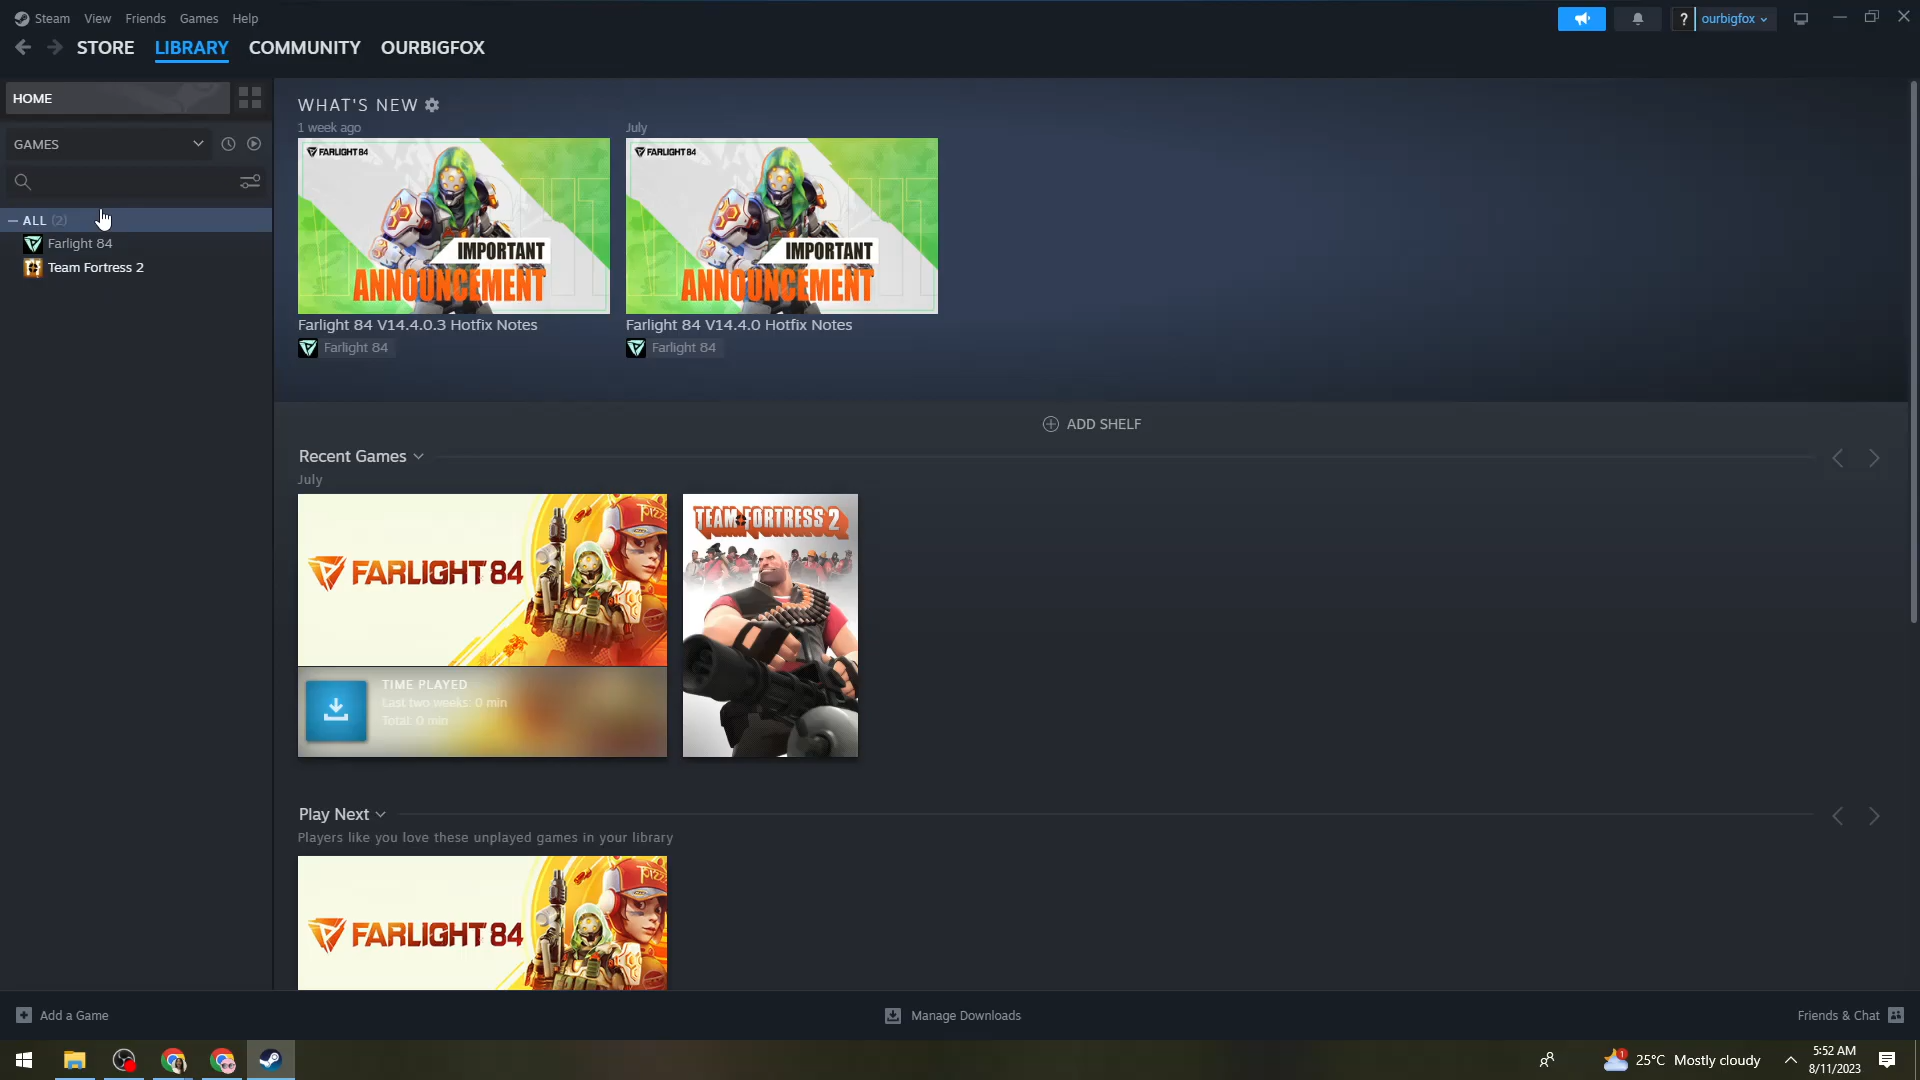 Steam View Friends Games Help
? ourbigfox
STORE LIBRARY COMMUNITY OURBIGFOX
HOME
GAMES
ALL (2)
Farlight 84
Team Fortress 2
WHAT'S NEW
1 week ago
July
FARLIGHT 84
FARLIGHT 84
IMPORTANT
ANNOUNCEMENT
IMPORTANT
ANNOUNCEMENT
Farlight 84 V14.4.0.3 Hotfix Notes
Farlight 84 V14.4.0 Hotfix Notes
Farlight 84
Farlight 84
ADD SHELF
Recent Games
July
FARLIGHT 84
TEAM FORTRESS 2
TIME PLAYED
Last two weeks: 0 min
Total: 0 min
Play Next
Players like you love these unplayed games in your library
FARLIGHT 84
Add a Game
Manage Downloads
Friends & Chat
1
25°C Mostly cloudy
5:52 AM
8/11/2023